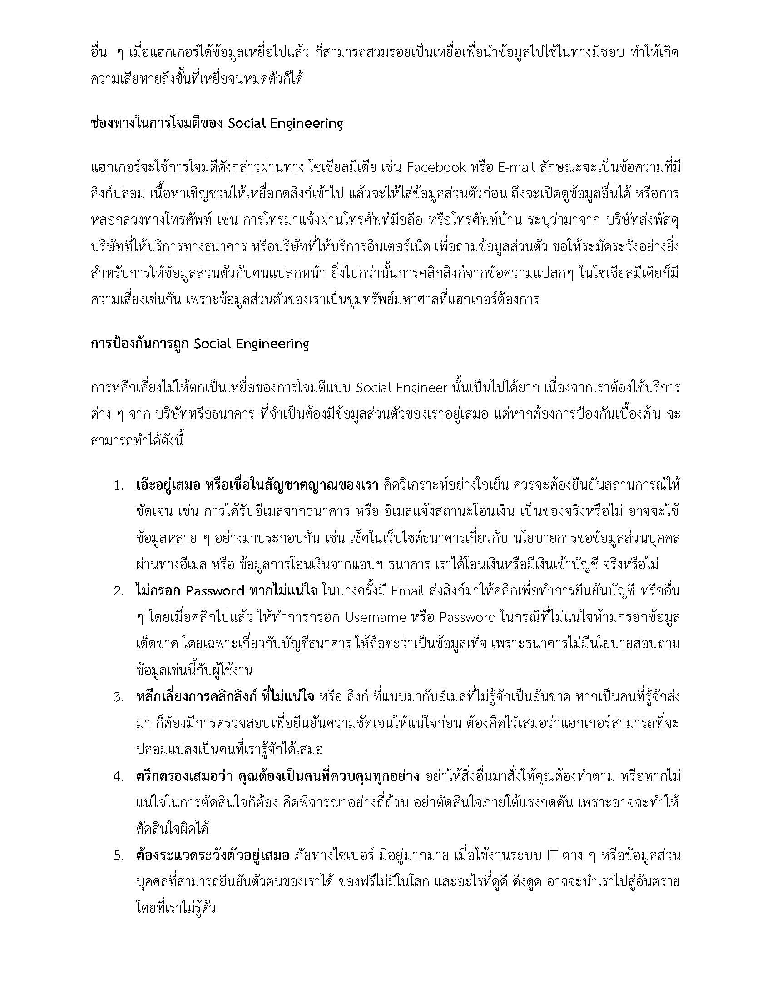 อื่น ๆ เมื่อแฮกเกอร์ได้ข้อมูลเหยื่อไปแล้ว ก็สามารถสวมรอยเป็นเหยื่อเพื่อนำข้อมูลไปใช้ในทางมิชอบ ทำให้เกิด
ความเสียหายถึงขั้นที่เหยื่อจนหมดตัวก็ได้
ช่องทางในการโจมตีของ Social Engineering
แฮกเกอร์จะใช้การโจมตีดังกล่าวผ่านทาง โซเชียลมีเดีย เช่น Facebook หรือ E-mail ลักษณะจะเป็นข้อความที่มี
ลิงก์ปลอม เนื้อหาเชิญชวนให้เหยื่อกดลิงก์เข้าไป แล้วจะให้ใส่ข้อมูลส่วนตัวก่อน ถึงจะเปิดดูข้อมูลอื่นได้ หรือการ
หลอกลวงทางโทรศัพท์ เช่น การโทรมาแจ้งผ่านโทรศัพท์มือถือ หรือโทรศัพท์บ้าน ระบุว่ามาจาก บริษัทส่งพัสดุ
บริษัทที่ให้บริการทางธนาคาร หรือบริษัทที่ให้บริการอินเตอร์เน็ต เพื่อถามข้อมูลส่วนตัว ขอให้ระมัดระวังอย่างยิ่ง
สำหรับการให้ข้อมูลส่วนตัวกับคนแปลกหน้า ยิ่งไปกว่านั้นการคลิกลิงก์จากข้อความแปลกๆ ในโซเชียลมีเดียก็มี
ความเสี่ยงเช่นกัน เพราะข้อมูลส่วนตัวของเราเป็นขุมทรัพย์มหาศาลที่แฮกเกอร์ต้องการ
การป้องกันการถูก Social Engineering
การหลีกเลี่ยงไม่ให้ตกเป็นเหยื่อของการโจมตีแบบ Social Engineer นั้นเป็นไปได้ยาก เนื่องจากเราต้องใช้บริการ
ต่าง ๆ จาก บริษัทหรือธนาคาร ที่จำเป็นต้องมีข้อมูลส่วนตัวของเราอยู่เสมอ แต่หากต้องการป้องกันเบื้องต้น จะ
สามารถทำได้ดังนี้
1. เอ๊ะอยู่เสมอ หรือเชื่อในสัญชาตญาณของเรา คิดวิเคราะห์อย่างใจเย็น ควรจะต้องยืนยันสถานการณ์ให้
ชัดเจน เช่น การได้รับอีเมลจากธนาคาร หรือ อีเมลแจ้งสถานะโอนเงิน เป็นของจริงหรือไม่ อาจจะใช้
ข้อมูลหลาย ๆ อย่างมาประกอบกัน เช่น เช็คในเว็บไซต์ธนาคารเกี่ยวกับ นโยบายการขอข้อมูลส่วนบุคคล
ผ่านทางอีเมล หรือ ข้อมูลการโอนเงินจากแอปฯ ธนาคาร เราได้โอนเงินหรือมีเงินเข้าบัญชี จริงหรือไม่
2. ไม่กรอก Password หากไม่แน่ใจ ในบางครั้งมี Email ส่งลิงก์มาให้คลิกเพื่อทำการยืนยันบัญชี หรืออื่น
ๆ โดยเมื่อคลิกไปแล้ว ให้ทำการกรอก Username หรือ Password ในกรณีที่ไม่แน่ใจห้ามกรอกข้อมูล
เด็ดขาด โดยเฉพาะเกี่ยวกับบัญชีธนาคาร ให้ถือซะว่าเป็นข้อมูลเท็จ เพราะธนาคารไม่มีนโยบายสอบถาม
ข้อมูลเช่นนี้กับผู้ใช้งาน
3. หลีกเลี่ยงการคลิกลิงก์ ที่ไม่แน่ใจ หรือ ลิงก์ ที่แนบมากับอีเมลที่ไม่รู้จักเป็นอันขาด หากเป็นคนที่รู้จักส่ง
มา ก็ต้องมีการตรวจสอบเพื่อยืนยันความชัดเจนให้แน่ใจก่อน ต้องคิดไว้เสมอว่าแฮกเกอร์สามารถที่จะ
ปลอมแปลงเป็นคนที่เรารู้จักได้เสมอ
4. ตรึกตรองเสมอว่า คุณต้องเป็นคนที่ควบคุมทุกอย่าง อย่าให้สิ่งอื่นมาสั่งให้คุณต้องทำตาม หรือหากไม่
แน่ใจในการตัดสินใจก็ต้อง คิดพิจารณาอย่างถี่ถ้วน อย่าตัดสินใจภายใต้แรงกดดัน เพราะอาจจะทำให้
ตัดสินใจผิดได้
5. ต้องระแวดระวังตัวอยู่เสมอ ภัยทางไซเบอร์ มีอยู่มากมาย เมื่อใช้งานระบบ IT ต่าง ๆ หรือข้อมูลส่วน
บุคคลที่สามารถยืนยันตัวตนของเราได้ ของฟรีไม่มีในโลก และอะไรที่ดูดี ดึงดูด อาจจะนำเราไปสู่อันตราย
โดยที่เราไม่รู้ตัว